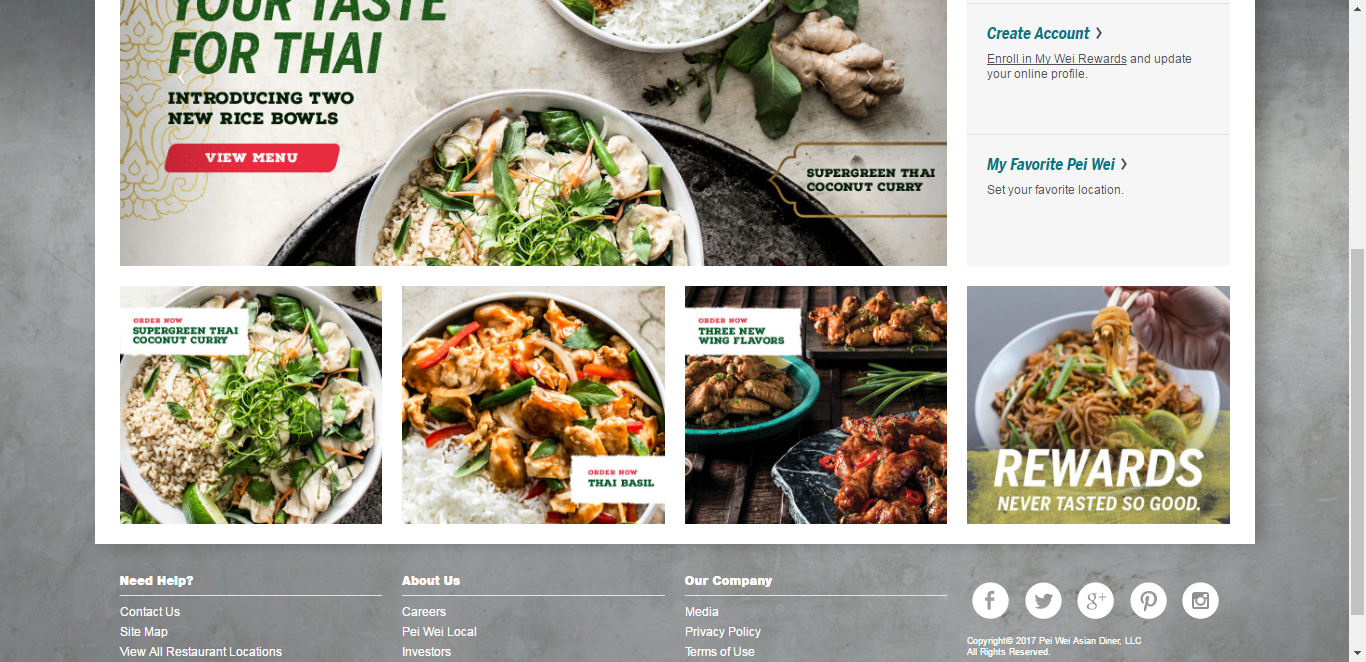 YOUR TASTE
FOR THAI
INTRODUCING TWO
NEW RICE BOWLS
VIEW MENU
SUPERGREEN THAI
COCONUT CURRY
Create Account
Enroll in My Wei Rewards and update
your online profile.
My Favorite Pei Wei
Set your favorite location.
ORDER NOW
SUPERGREEN THAI
COCONUT CURRY
ORDER NOW
THAI BASIL
ORDER NOW
THREE NEW
WING FLAVORS
REWARDS
NEVER TASTED SO GOOD.
Need Help?
Contact Us
Site Map
View All Restaurant Locations
About Us
Careers
Pei Wei Local
Investors
Our Company
Media
Privacy Policy
Terms of Use
Copyright© 2017 Pei Wei Asian Diner, LLC
All Rights Reserved.